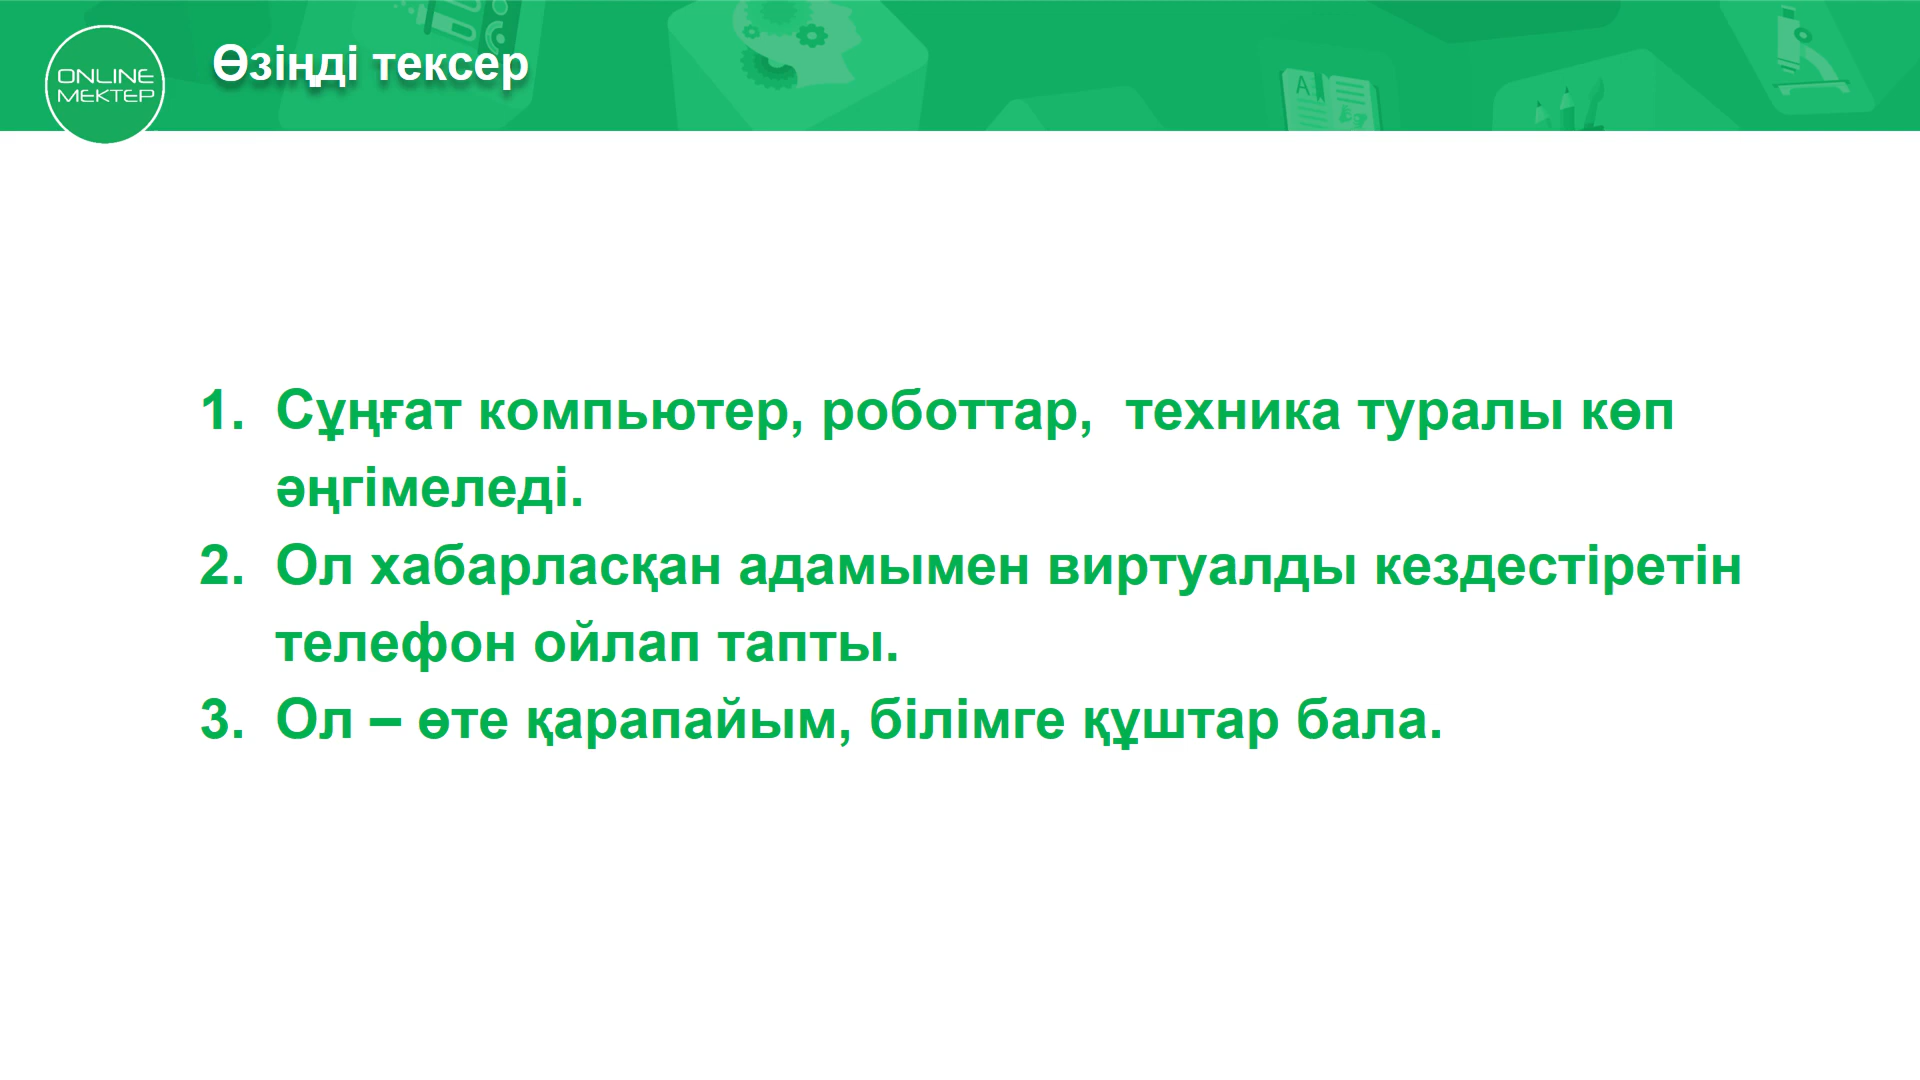 Өзіңді тексер
ONLINE
MEKTEP
1. Сұңғат компьютер, роботтар,  техника туралы көп
әңгімеледі.
2. Ол хабарласқан адамымен виртуалды кездестіретін
телефон ойлап тапты.
3. Ол – өте қарапайым, білімге құштар бала.